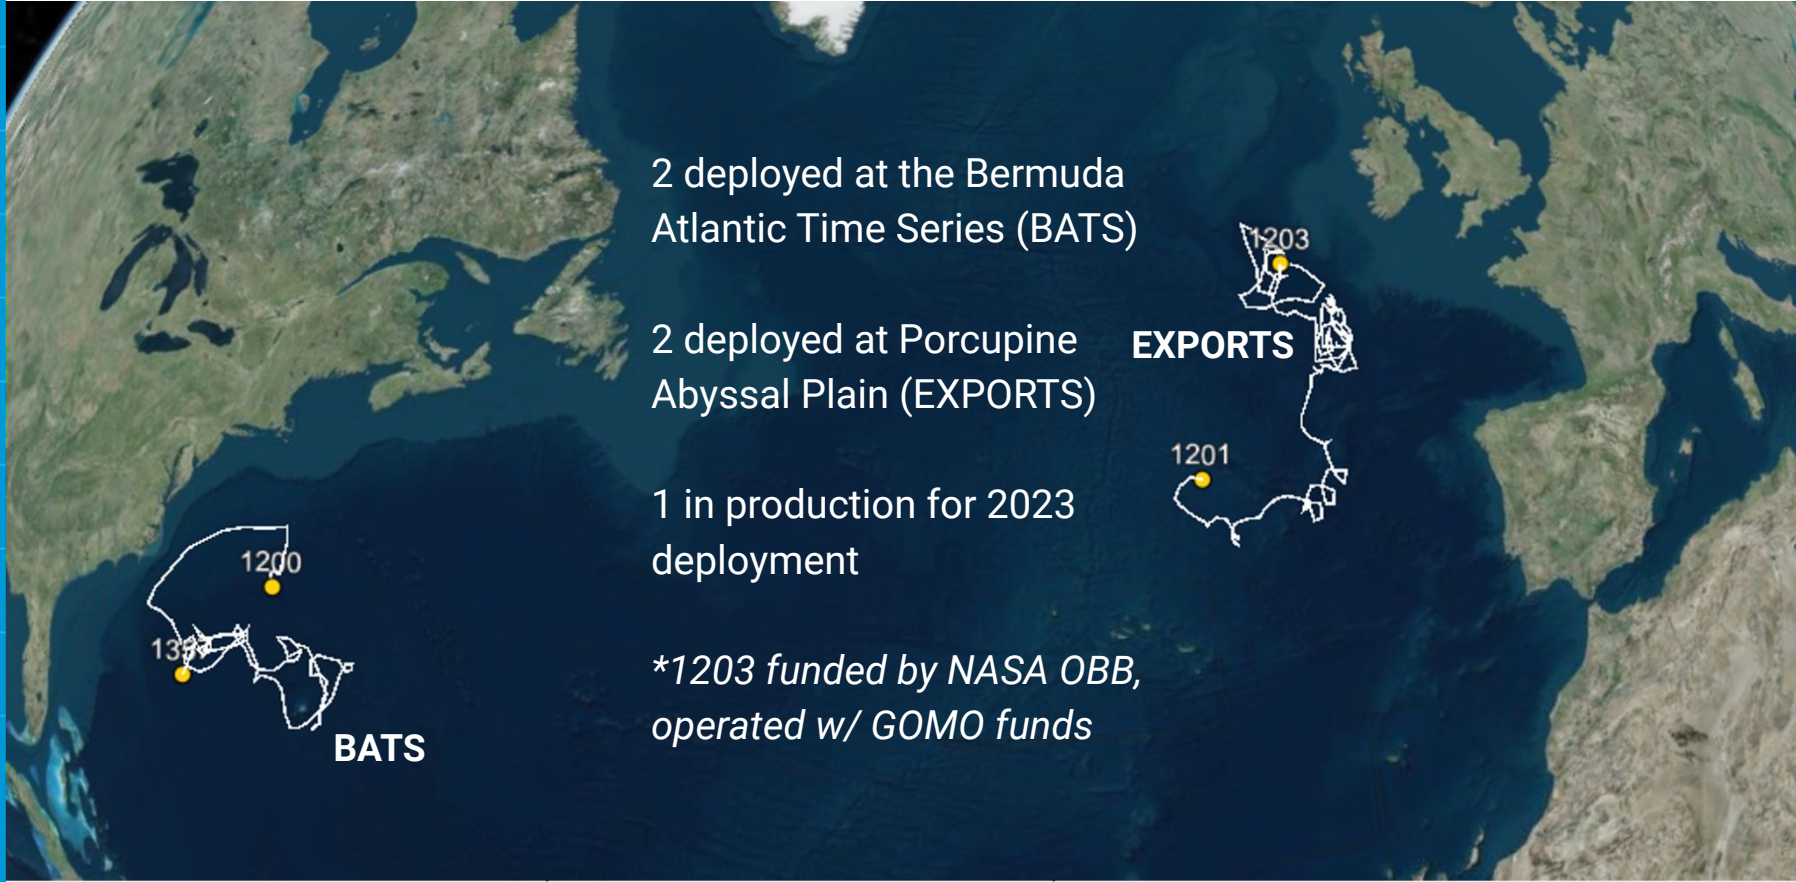 2 deployed at the Bermuda
Atlantic Time Series (BATS)
2 deployed at Porcupine
Abyssal Plain (EXPORTS)
1 in production for 2023
deployment
*1203 funded by NASA OBB,
operated w/ GOMO funds
1203
EXPORTS
1201
1200
BATS